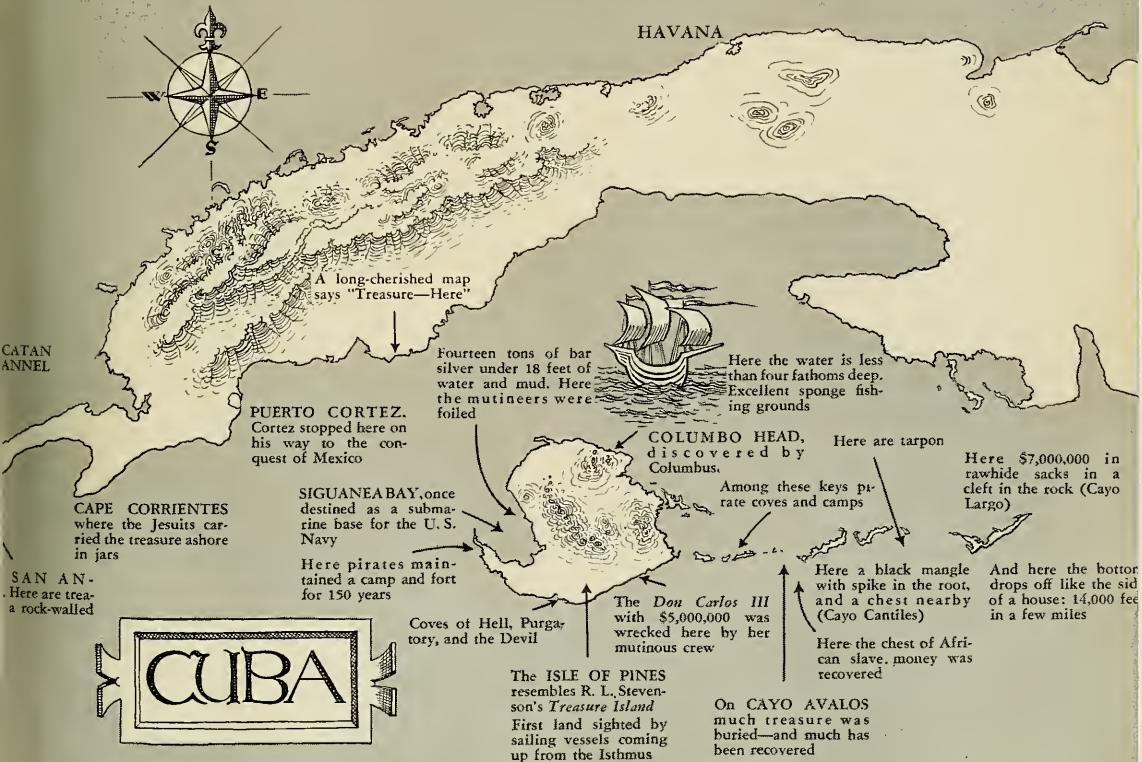 HAVANA
W
E
S
A long-cherished map
says "Treasure—Here"
CATAN
ANNEL
Fourteen tons of bar
silver under 18 feet of
water and mud. Here
the mutineers were
foiled
Here the water is less
than four fathoms deep.
Excellent sponge fish-
ing grounds
PUERTO CORTEZ.
Cortez stopped here on
his way to the con-
quest of Mexico
COLUMBO HEAD,
discovered by
Columbus.
Here are tarpon
Here $7,000,000 in
rawhide sacks in a
cleft in the rock (Cayo
Largo)
CAPE CORRIENTES
where the Jesuits car-
ried the treasure ashore
in jars
SIGUANEA BAY, once
destined as a subma-
rine base for the U. S.
Navy
Among these keys pi-
rate coves and camps
Here pirates main-
tained a camp and fort
for 150 years
SAN AN-
. Here are trea-
a rock-walled
Coves of Hell, Purga-
tory, and the Devil
The Don Carlos III
with $5,000,000 was
wrecked here by her
mutinous crew
Here a black mangle
with spike in the root,
and a chest nearby
(Cayo Cantiles)
And here the bottor
drops off like the sid
of a house: 14,000 fee
in a few miles
Here the chest of Afri-
can slave money was
recovered
CUBA
The ISLE OF PINES
resembles R. L. Steven-
son's Treasure Island
First land sighted by
sailing vessels coming
up from the Isthmus
On CAYO AVALOS
much treasure was
buried—and much has
been recovered